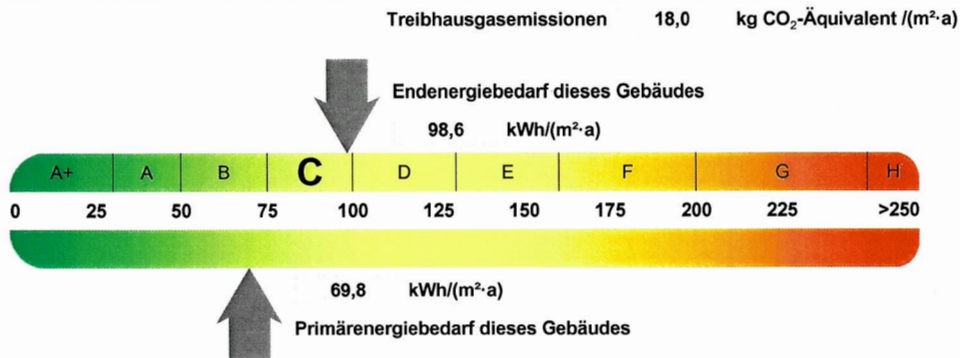 Treibhausgasemissionen 18,0 kg CO₂-Äquivalent /(m²·a)
Endenergiebedarf dieses Gebäudes
98,6 kWh/(m²·a)
A+ A B C D E F G H
0 25 50 75 100 125 150 175 200 225 >250
69,8 kWh/(m²·a)
Primärenergiebedarf dieses Gebäudes